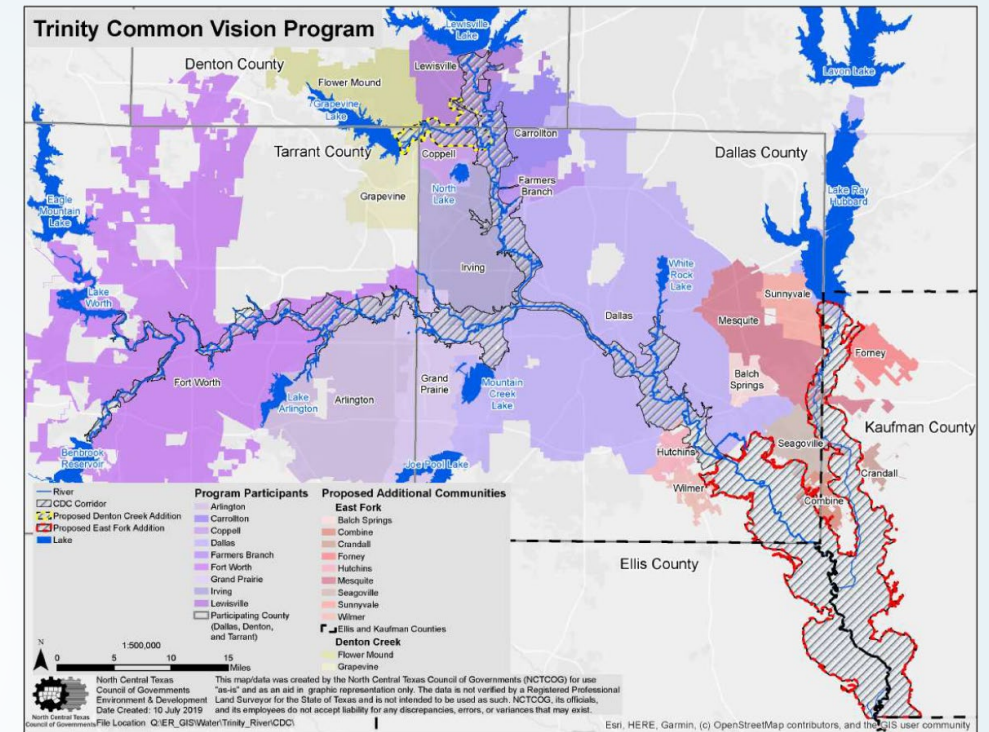 Trinity Common Vision Program
Lewisville
Lake
Denton County
Lewisville
Flower Mound
Lavon Lake
Grapevine
Lake
Carrollton
Tarrant County
Coppell
Dallas County
Farmers
Branch
North
Lake
Grapevine
Lake Ray
Hubbard
Eagle
Mountain
Lake
Irving
White
Rock
Lake
Lake
Worth
Sunnyvale
Dallas
Mesquite
Forney
Fort Worth
Grand
Prairie
Mountain
Creek
Lake
Balch
Springs
Lake
Arlington
Arlington
Kaufman County
Seagoville
Benbrook
Reservoir
Joe Pool Lake
Hutchins
Crandall
Wilmer
Combine
Ellis County
River
CDC Corridor
Proposed Denton Creek Addition
Proposed East Fork Addition
Lake
Program Participants
Arlington
Carrollton
Coppell
Dallas
Farmers Branch
Fort Worth
Grand Prairie
Irving
Lewisville
Participating County
(Dallas, Denton,
and Tarrant)
Proposed Additional Communities
East Fork
Balch Springs
Combine
Crandall
Forney
Hutchins
Mesquite
Seagoville
Sunnyvale
Wilmer
Ellis and Kaufman Counties
Denton Creek
Flower Mound
Grapevine
N
1:500,000
0 5 10 15
Miles
North Central Texas
Council of Governments
North Central Texas
Council of Governments
Environment & Development
Date Created: 10 July 2019
File Location Q:\ER_GIS\Water\Trinity_River\CDC\
This map/data was created by the North Central Texas Council of Governments (NCTCOG) for use
"as-is" and as an aid in graphic representation only. The data is not verified by a Registered Professional
Land Surveyor for the State of Texas and is not intended to be used as such. NCTCOG, its officials,
and its employees do not accept liability for any discrepancies, errors, or variances that may exist.
Esri, HERE, Garmin, (c) OpenStreetMap contributors, and the GIS user community